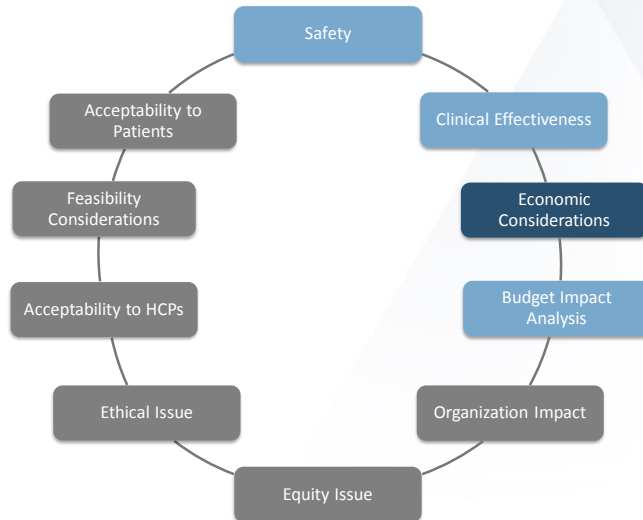 Safety
Clinical Effectiveness
Economic
Considerations
Budget Impact
Analysis
Organization Impact
Equity Issue
Ethical Issue
Acceptability to HCPs
Feasibility
Considerations
Acceptability to
Patients